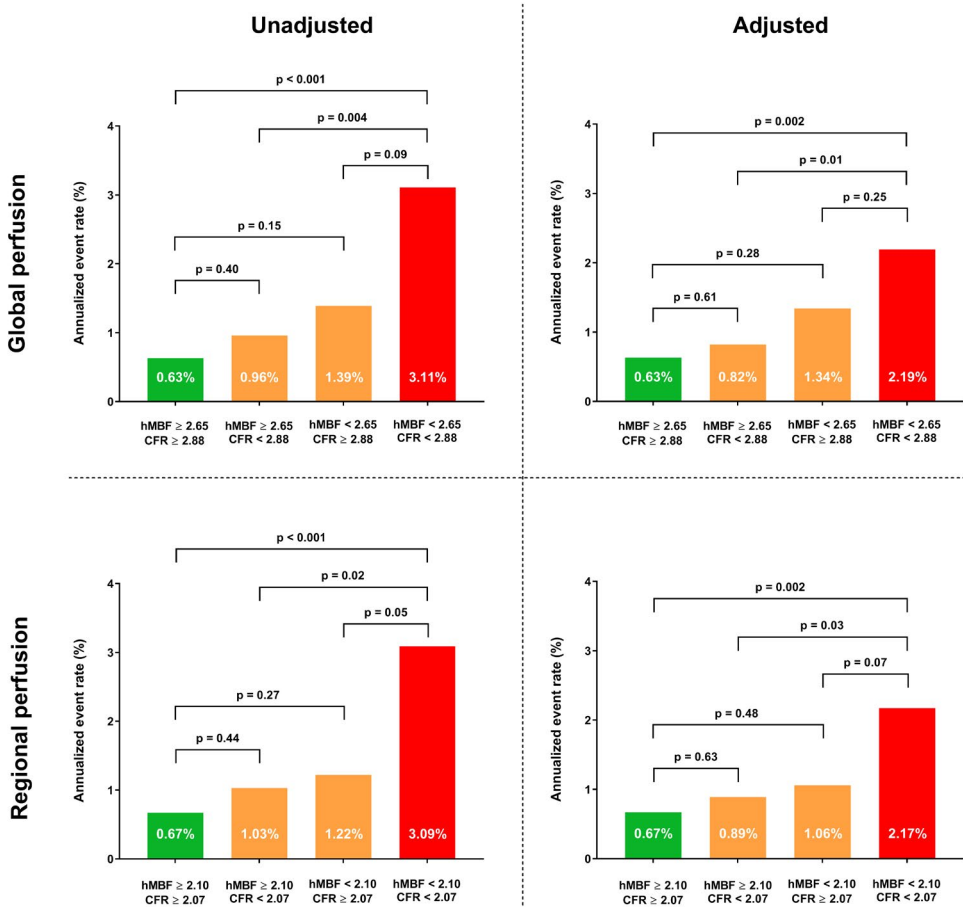 Unadjusted
Adjusted
Global perfusion
Annualized event rate (%)
4
3
2
1
0
p < 0.001
p = 0.004
p = 0.09
p = 0.15
p = 0.40
0.63%
0.96%
1.39%
3.11%
hMBF ≥ 2.65 hMBF ≥ 2.65 hMBF < 2.65 hMBF < 2.65
CFR ≥ 2.88 CFR < 2.88 CFR ≥ 2.88 CFR < 2.88
Annualized event rate (%)
4
3
2
1
0
p = 0.002
p = 0.01
p = 0.25
p = 0.28
p = 0.61
0.63%
0.82%
1.34%
2.19%
hMBF ≥ 2.65 hMBF ≥ 2.65 hMBF < 2.65 hMBF < 2.65
CFR ≥ 2.88 CFR < 2.88 CFR ≥ 2.88 CFR < 2.88
Regional perfusion
Annualized event rate (%)
4
3
2
1
0
p < 0.001
p = 0.02
p = 0.05
p = 0.27
p = 0.44
0.67%
1.03%
1.22%
3.09%
hMBF ≥ 2.10 hMBF ≥ 2.10 hMBF < 2.10 hMBF < 2.10
CFR ≥ 2.07 CFR < 2.07 CFR ≥ 2.07 CFR < 2.07
Annualized event rate (%)
4
3
2
1
0
p = 0.002
p = 0.03
p = 0.07
p = 0.48
p = 0.63
0.67%
0.89%
1.06%
2.17%
hMBF ≥ 2.10 hMBF ≥ 2.10 hMBF < 2.10 hMBF < 2.10
CFR ≥ 2.07 CFR < 2.07 CFR ≥ 2.07 CFR < 2.07